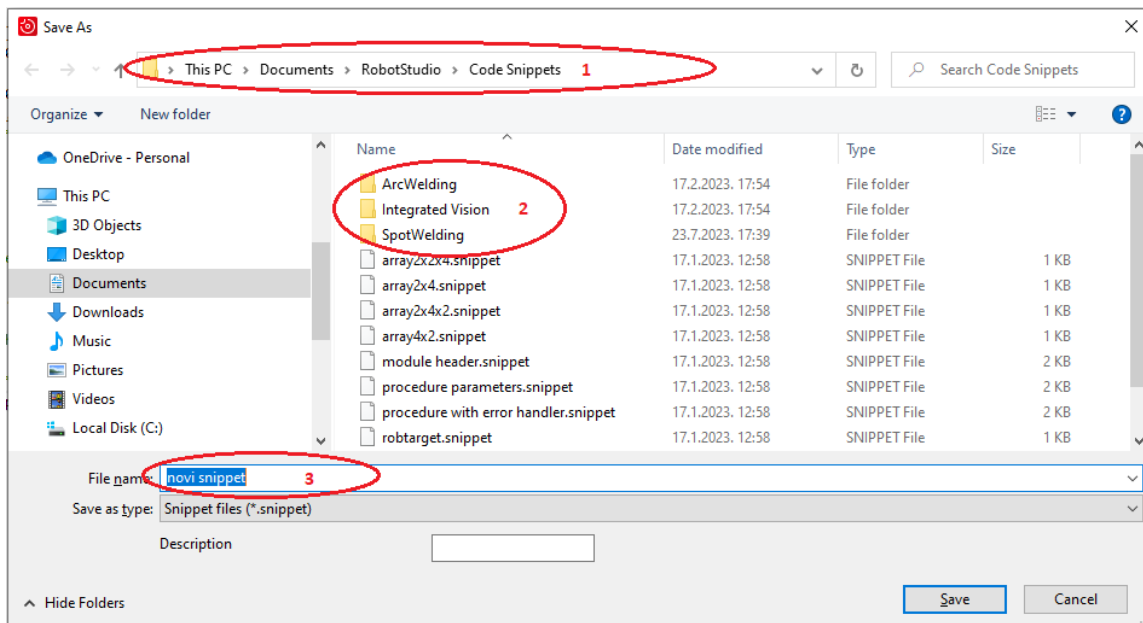 Save As
This PC > Documents > RobotStudio > Code Snippets 1
Search Code Snippets
Organize New folder
Name Date modified Type Size
OneDrive - Personal
This PC
3D Objects
Desktop
Documents
Downloads
Music
Pictures
Videos
Local Disk (C:)
ArcWelding 17.2.2023. 17:54 File folder
Integrated Vision 2 17.2.2023. 17:54 File folder
SpotWelding 23.7.2023. 17:39 File folder
array2x2x4.snippet 17.1.2023. 12:58 SNIPPET File 1 KB
array2x4.snippet 17.1.2023. 12:58 SNIPPET File 1 KB
array2x4x2.snippet 17.1.2023. 12:58 SNIPPET File 1 KB
array4x2.snippet 17.1.2023. 12:58 SNIPPET File 1 KB
module header.snippet 17.1.2023. 12:58 SNIPPET File 2 KB
procedure parameters.snippet 17.1.2023. 12:58 SNIPPET File 2 KB
procedure with error handler.snippet 17.1.2023. 12:58 SNIPPET File 2 KB
robtarget.snippet 17.1.2023. 12:58 SNIPPET File 1 KB
File name: novi snippet 3
Save as type: Snippet files (*.snippet)
Description
Hide Folders
Save Cancel